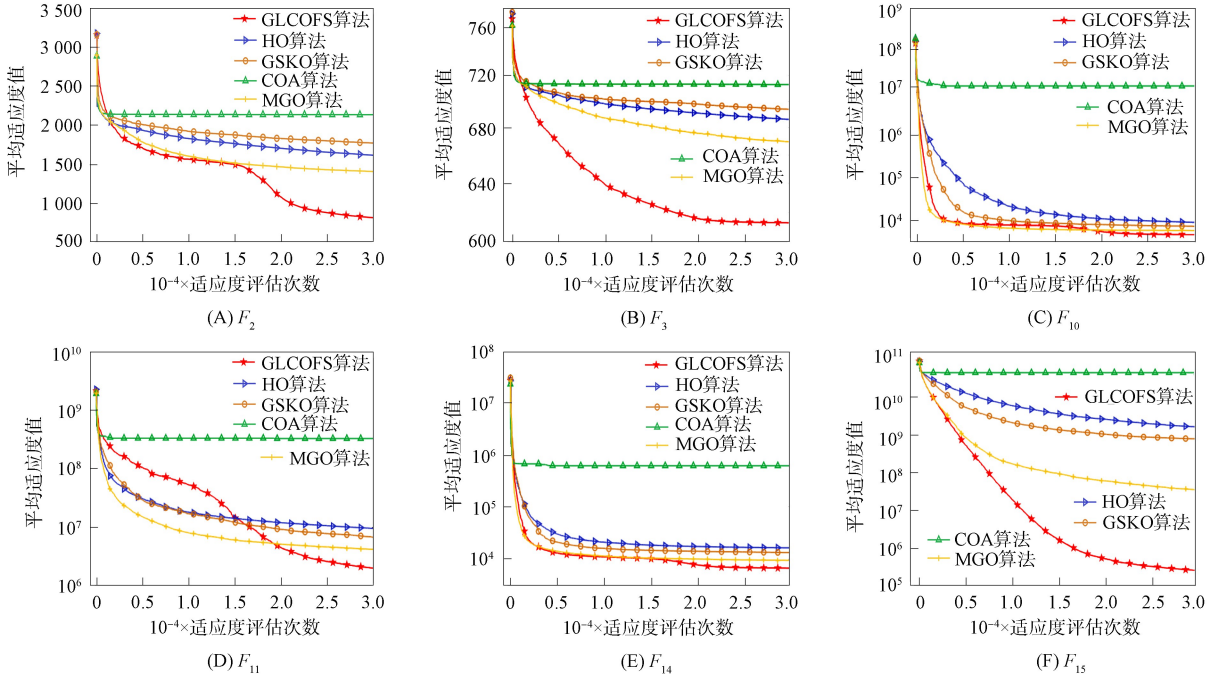 平均适应度值
3 000
2 500
2 000
1 500
1 000
500
GLCOFS算法
HO算法
GSKO算法
COA算法
MGO算法
0 0.5 1.0 1.5 2.0 2.5 3.0
10⁻⁴×适应度评估次数
(A) F₂
平均适应度值
760
720
680
640
600
GLCOFS算法
HO算法
GSKO算法
COA算法
MGO算法
0 0.5 1.0 1.5 2.0 2.5 3.0
10⁻⁴×适应度评估次数
(B) F₃
平均适应度值
10⁹
10⁸
10⁷
10⁶
10⁵
10⁴
GLCOFS算法
HO算法
GSKO算法
COA算法
MGO算法
0 0.5 1.0 1.5 2.0 2.5 3.0
10⁻⁴×适应度评估次数
(C) F₁₀
平均适应度值
10¹⁰
10⁹
10⁸
10⁷
10⁶
GLCOFS算法
HO算法
GSKO算法
COA算法
MGO算法
0 0.5 1.0 1.5 2.0 2.5 3.0
10⁻⁴×适应度评估次数
(D) F₁₁
平均适应度值
10⁸
10⁷
10⁶
10⁵
10⁴
GLCOFS算法
HO算法
GSKO算法
COA算法
MGO算法
0 0.5 1.0 1.5 2.0 2.5 3.0
10⁻⁴×适应度评估次数
(E) F₁₄
平均适应度值
10¹¹
10¹⁰
10⁹
10⁸
10⁷
10⁶
10⁵
GLCOFS算法
HO算法
GSKO算法
COA算法
MGO算法
0 0.5 1.0 1.5 2.0 2.5 3.0
10⁻⁴×适应度评估次数
(F) F₁₅